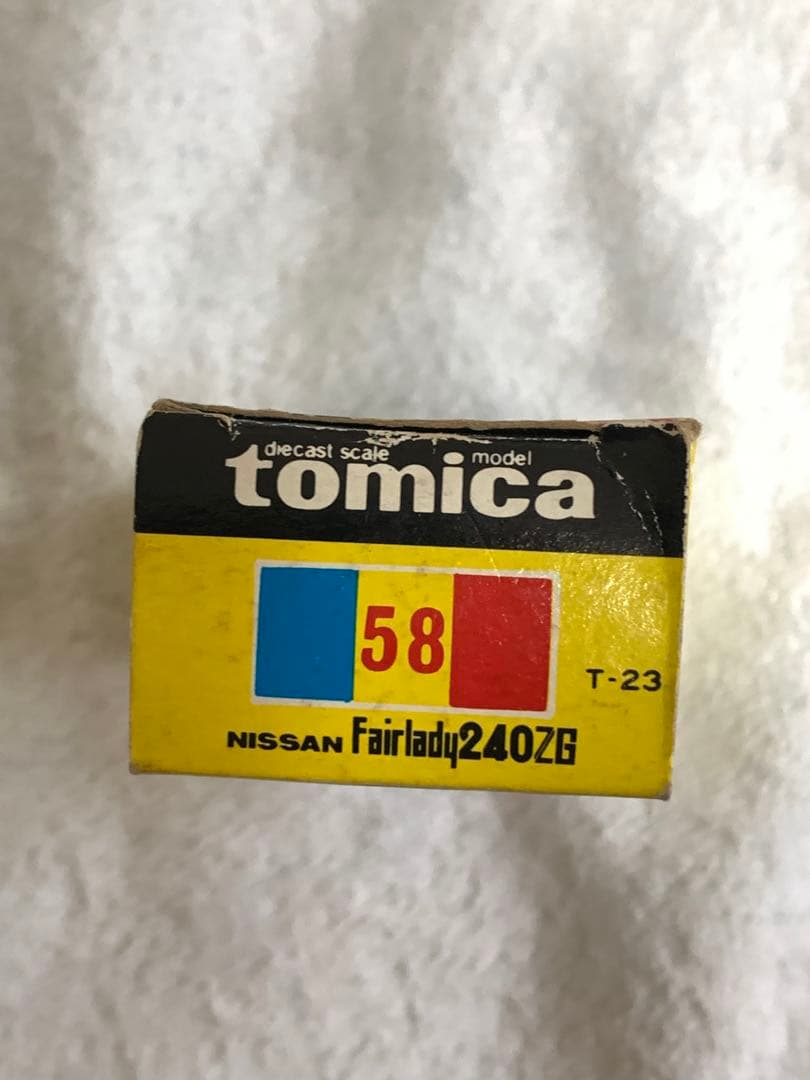 diecast scale model
tomica
58
T-23
NISSAN Fairlady240ZG